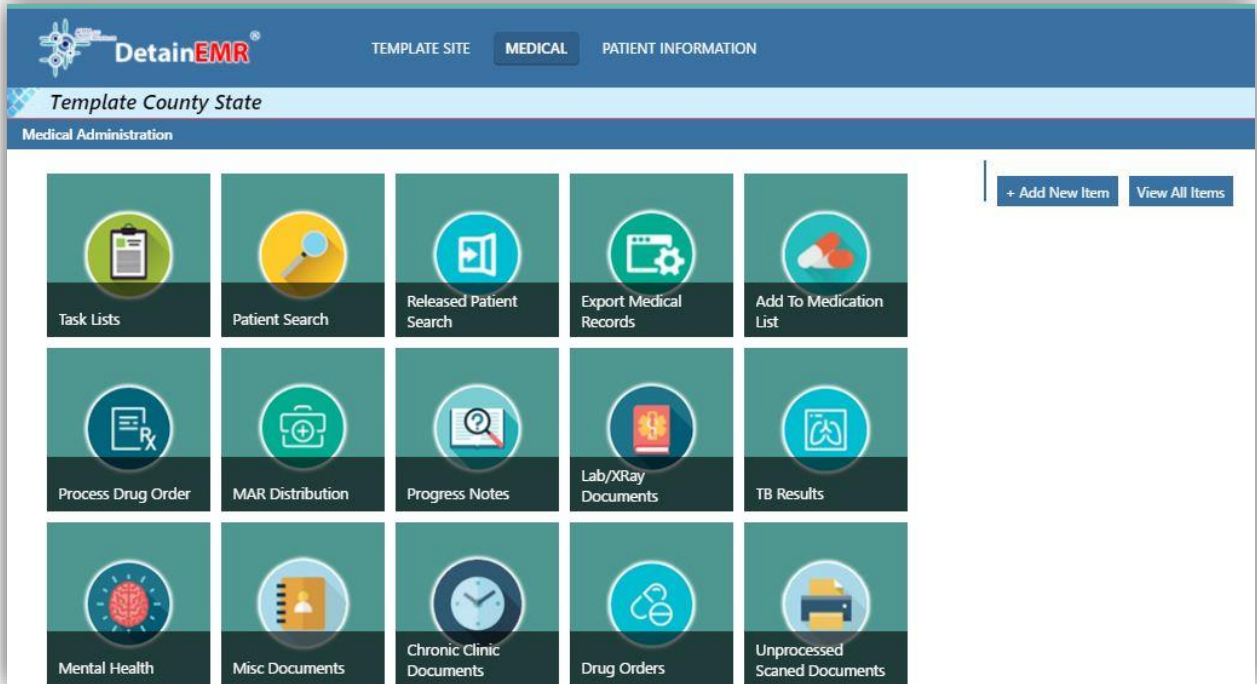 DetainEMR®
TEMPLATE SITE MEDICAL PATIENT INFORMATION
Template County State
Medical Administration
+ Add New Item View All Items
Task Lists
Patient Search
Released Patient
Search
Export Medical
Records
Add To Medication
List
Process Drug Order
MAR Distribution
Progress Notes
Lab/XRay
Documents
TB Results
Mental Health
Misc Documents
Chronic Clinic
Documents
Drug Orders
Unprocessed
Scaned Documents